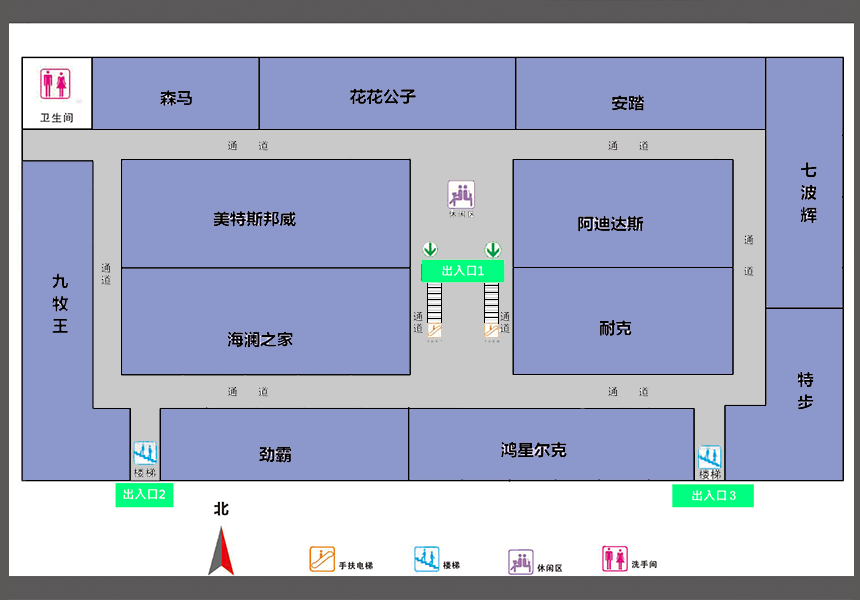 卫生间
森马
花花公子
安踏
通 道
通 道
七波辉
休闲区
美特斯邦威
阿迪达斯
通道
通道
九牧王
出入口1
通道
通道
海澜之家
耐克
特步
通 道
通 道
劲霸
鸿星尔克
楼梯
楼梯
出入口2
出入口3
北
手扶电梯
楼梯
休闲区
洗手间